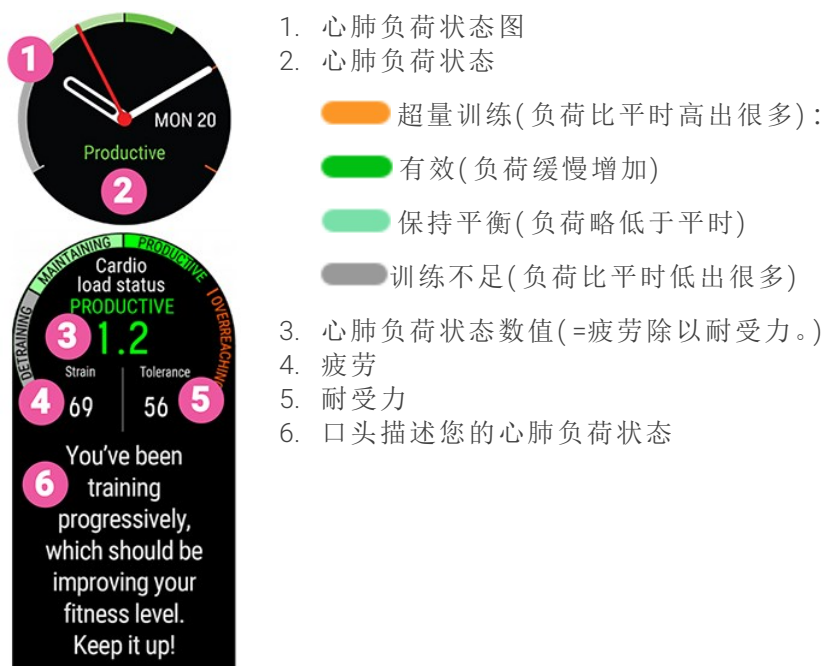 1
MON 20
Productive
2
MAINTAINING
PRODUCTIVE
DETRAINING
OVERREACHING
Cardio
load status
PRODUCTIVE
3
1.2
Strain
Tolerance
4
69
56
5
6
You've been
training
progressively,
which should be
improving your
fitness level.
Keep it up!
1. 心肺负荷状态图
2. 心肺负荷状态
超量训练(负荷比平时高出很多):
有效(负荷缓慢增加)
保持平衡(负荷略低于平时)
训练不足(负荷比平时低出很多)
3. 心肺负荷状态数值(=疲劳除以耐受力。)
4. 疲劳
5. 耐受力
6. 口头描述您的心肺负荷状态